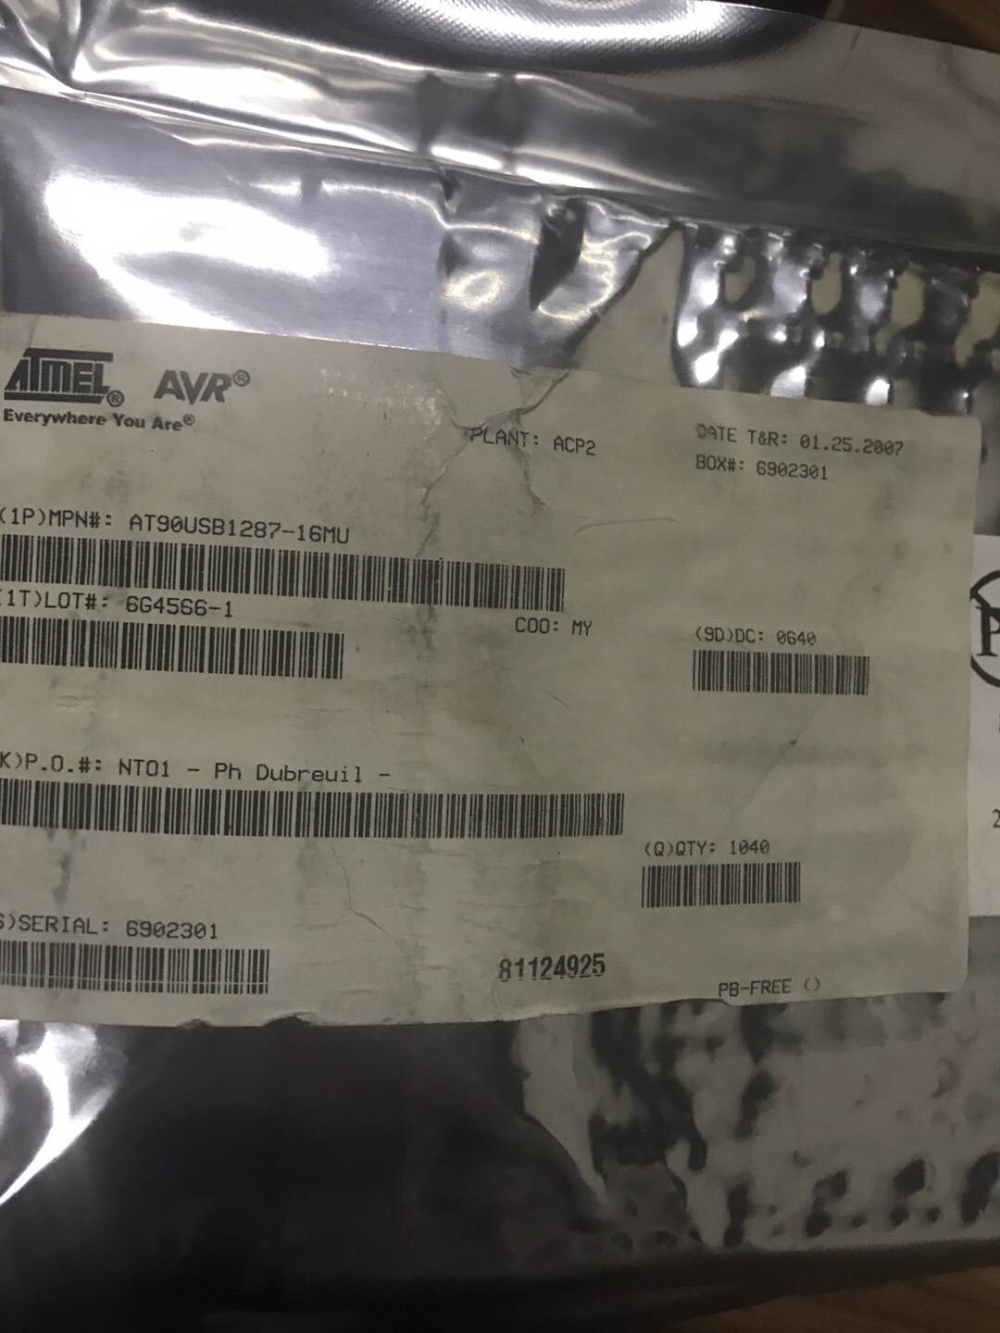 ATMEL® AVR®
Everywhere You Are®
PLANT: ACP2
DATE T&R: 01.25.2007
BOX#: 6902301
(1P)MPN#: AT90USB1287-16MU
(1T)LOT#: 6G4566-1
COO: MY
(9D)DC: 0640
K)P.O.#: NT01 - Ph Dubreuil -
(Q)QTY: 1040
S)SERIAL: 6902301
81124925
PB-FREE ()